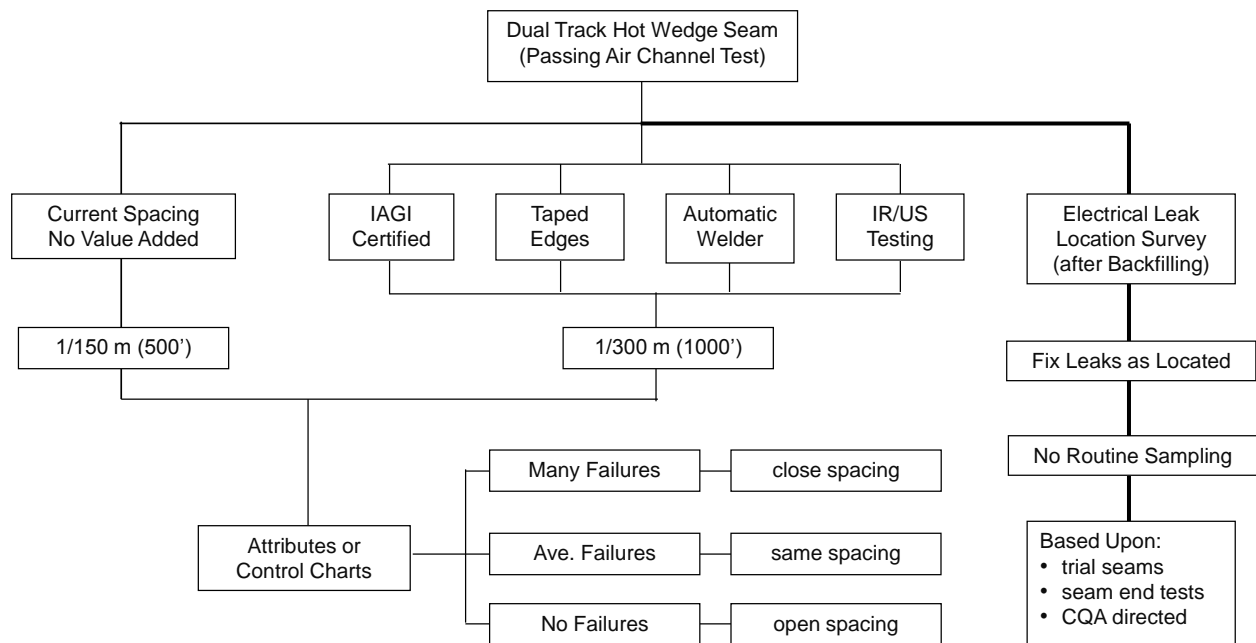 Dual Track Hot Wedge Seam
(Passing Air Channel Test)
Current Spacing
No Value Added
IAGI
Certified
Taped
Edges
Automatic
Welder
IR/US
Testing
Electrical Leak
Location Survey
(after Backfilling)
1/150 m (500’)
1/300 m (1000’)
Fix Leaks as Located
No Routine Sampling
Many Failures
close spacing
Attributes or
Control Charts
Ave. Failures
same spacing
No Failures
open spacing
Based Upon:
• trial seams
• seam end tests
• CQA directed